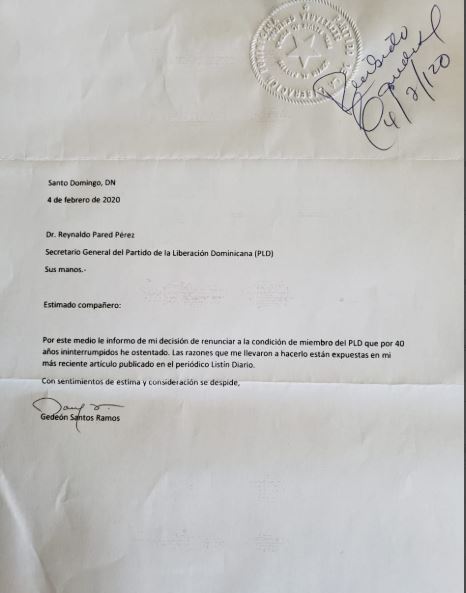 Recibido
4/2/20
Santo Domingo, DN
4 de febrero de 2020
Dr. Reynaldo Pared Pérez
Secretario General del Partido de la Liberación Dominicana (PLD)
Sus manos.-
Estimado compañero:
Por este medio le informo de mi decisión de renunciar a la condición de miembro del PLD que por 40
años ininterrumpidos he ostentado. Las razones que me llevaron a hacerlo están expuestas en mi
más reciente artículo publicado en el periódico Listín Diario.
Con sentimientos de estima y consideración se despide,
Gedeón Santos Ramos